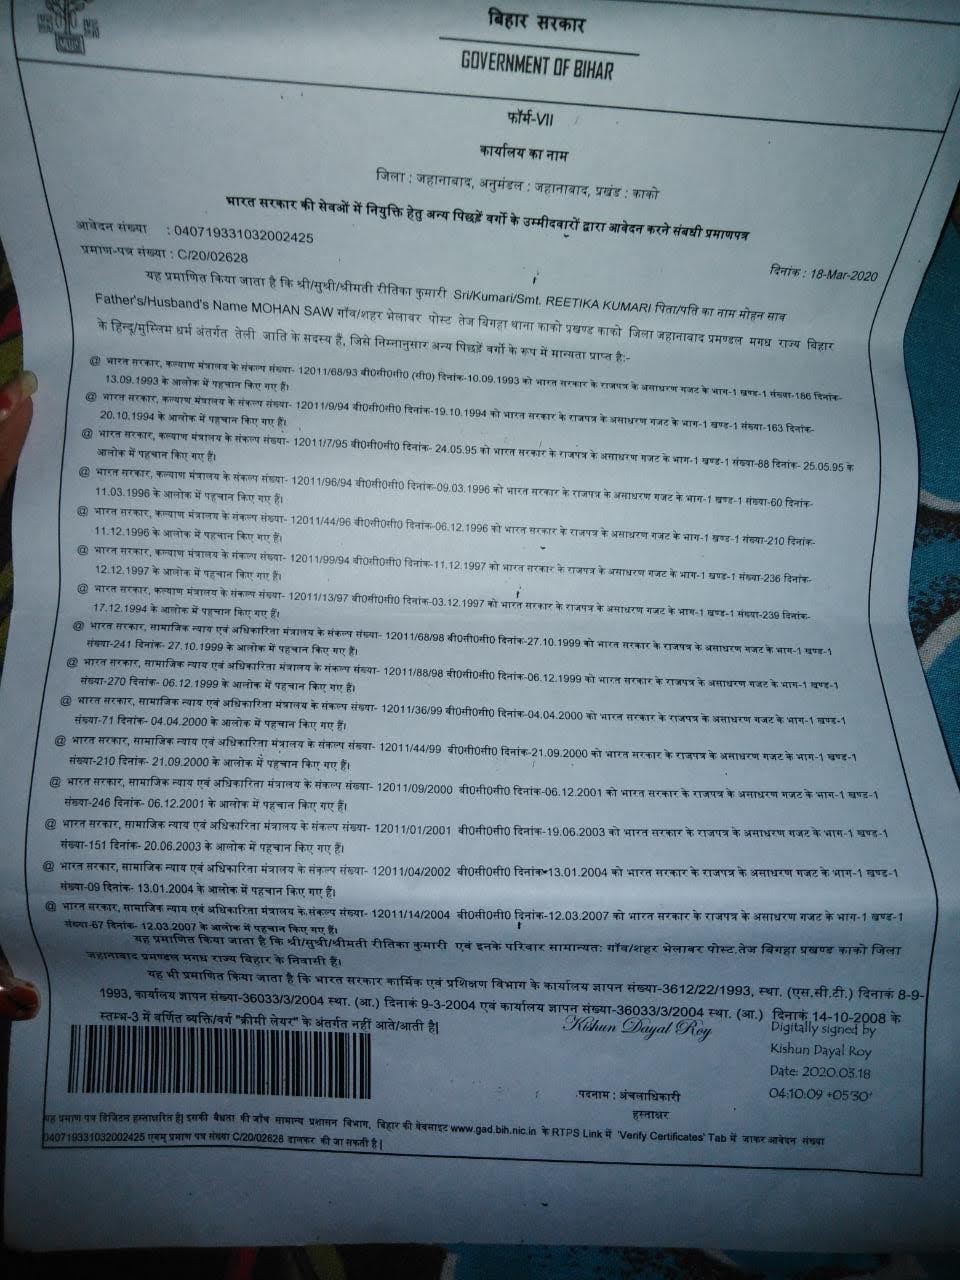 बिहार सरकार
GOVERNMENT OF BIHAR
फॉर्म-VII
कार्यालय का नाम
जिला : जहानाबाद, अनुमंडल : जहानाबाद, प्रखंड : काको
भारत सरकार की सेवओं में नियुक्ति हेतु अन्य पिछड़ें वर्गो के उम्मीदवारों द्वारा आवेदन करने संबधी प्रमाणपत्र
आवेदन संख्या : 040719331032002425
प्रमाण-पत्र संख्या : C/20/02628
दिनांक : 18-Mar-2020
यह प्रमाणित किया जाता है कि श्री/सुश्री/श्रीमती रीतिका कुमारी Sri/Kumari/Smt. REETIKA KUMARI पिता/पति का नाम मोहन साव
Father's/Husband's Name MOHAN SAW गाँव/शहर भेलावर पोस्ट तेज बिगहा थाना काको प्रखण्ड काको जिला जहानाबाद प्रमण्डल मगध राज्य बिहार
के हिन्दू/मुस्लिम धर्म अंतर्गत तेली जाति के सदस्य हैं, जिसे निम्नानुसार अन्य पिछड़ें वर्गो के रूप में मान्यता प्राप्त है:-
@ भारत सरकार, कल्याण मंत्रालय के संकल्प संख्या- 12011/68/93 बी0सी0सी0 (सी0) दिनांक-10.09.1993 को भारत सरकार के राजपत्र के असाधारण गजट के भाग-1 खण्ड-1 संख्या-186 दिनांक-
13.09.1993 के आलोक में पहचान किए गए हैं।
@ भारत सरकार, कल्याण मंत्रालय के संकल्प संख्या- 12011/9/94 बी0सी0सी0 दिनांक-19.10.1994 को भारत सरकार के राजपत्र के असाधारण गजट के भाग-1 खण्ड-1 संख्या-163 दिनांक-
20.10.1994 के आलोक में पहचान किए गए हैं।
@ भारत सरकार, कल्याण मंत्रालय के संकल्प संख्या- 12011/7/95 बी0सी0सी0 दिनांक- 24.05.95 को भारत सरकार के राजपत्र के असाधरण गजट के भाग-1 खण्ड-1 संख्या-88 दिनांक- 25.05.95 के
आलोक में पहचान किए गए हैं।
@ भारत सरकार, कल्याण मंत्रालय के संकल्प संख्या- 12011/96/94 बी0सी0सी0 दिनांक-09.03.1996 को भारत सरकार के राजपत्र के असाधरण गजट के भाग-1 खण्ड-1 संख्या-60 दिनांक-
11.03.1996 के आलोक में पहचान किए गए हैं।
@ भारत सरकार, कल्याण मंत्रालय के संकल्प संख्या- 12011/44/96 बी0सी0सी0 दिनांक-06.12.1996 को भारत सरकार के राजपत्र के असाधरण गजट के भाग-1 खण्ड-1 संख्या-210 दिनांक-
11.12.1996 के आलोक में पहचान किए गए हैं।
@ भारत सरकार, कल्याण मंत्रालय के संकल्प संख्या- 12011/99/94 बी0सी0सी0 दिनांक-11.12.1997 को भारत सरकार के राजपत्र के असाधरण गजट के भाग-1 खण्ड-1 संख्या-236 दिनांक-
12.12.1997 के आलोक में पहचान किए गए हैं।
@ भारत सरकार, कल्याण मंत्रालय के संकल्प संख्या- 12011/13/97 बी0सी0सी0 दिनांक-03.12.1997 को भारत सरकार के राजपत्र के असाधरण गजट के भाग-1 खण्ड-1 संख्या-239 दिनांक-
17.12.1994 के आलोक में पहचान किए गए हैं।
@ भारत सरकार, सामाजिक न्याय एवं अधिकारिता मंत्रालय के संकल्प संख्या- 12011/68/98 बी0सी0सी0 दिनांक-27.10.1999 को भारत सरकार के राजपत्र के असाधरण गजट के भाग-1 खण्ड-1
संख्या-241 दिनांक- 27.10.1999 के आलोक में पहचान किए गए हैं।
@ भारत सरकार, सामाजिक न्याय एवं अधिकारिता मंत्रालय के संकल्प संख्या- 12011/88/98 बी0सी0सी0 दिनांक-06.12.1999 को भारत सरकार के राजपत्र के असाधरण गजट के भाग-1 खण्ड-1
संख्या-270 दिनांक- 06.12.1999 के आलोक में पहचान किए गए हैं।
@ भारत सरकार, सामाजिक न्याय एवं अधिकारिता मंत्रालय के संकल्प संख्या- 12011/36/99 बी0सी0सी0 दिनांक-04.04.2000 को भारत सरकार के राजपत्र के असाधरण गजट के भाग-1 खण्ड-1
संख्या-71 दिनांक- 04.04.2000 के आलोक में पहचान किए गए हैं।
@ भारत सरकार, सामाजिक न्याय एवं अधिकारिता मंत्रालय के संकल्प संख्या- 12011/44/99 बी0सी0सी0 दिनांक-21.09.2000 को भारत सरकार के राजपत्र के असाधरण गजट के भाग-1 खण्ड-1
संख्या-210 दिनांक- 21.09.2000 के आलोक में पहचान किए गए हैं।
@ भारत सरकार, सामाजिक न्याय एवं अधिकारिता मंत्रालय के संकल्प संख्या- 12011/09/2000 बी0सी0सी0 दिनांक-06.12.2001 को भारत सरकार के राजपत्र के असाधरण गजट के भाग-1 खण्ड-1
संख्या-246 दिनांक- 06.12.2001 के आलोक में पहचान किए गए हैं।
@ भारत सरकार, सामाजिक न्याय एवं अधिकारिता मंत्रालय के संकल्प संख्या- 12011/01/2001 बी0सी0सी0 दिनांक-19.06.2003 को भारत सरकार के राजपत्र के असाधरण गजट के भाग-1 खण्ड-1
संख्या-151 दिनांक- 20.06.2003 के आलोक में पहचान किए गए हैं।
@ भारत सरकार, सामाजिक न्याय एवं अधिकारिता मंत्रालय के संकल्प संख्या- 12011/04/2002 बी0सी0सी0 दिनांक-13.01.2004 को भारत सरकार के राजपत्र के असाधरण गजट के भाग-1 खण्ड-1
संख्या-09 दिनांक- 13.01.2004 के आलोक में पहचान किए गए हैं।
@ भारत सरकार, सामाजिक न्याय एवं अधिकारिता मंत्रालय के संकल्प संख्या- 12011/14/2004 बी0सी0सी0 दिनांक-12.03.2007 को भारत सरकार के राजपत्र के असाधरण गजट के भाग-1 खण्ड-1
संख्या-67 दिनांक- 12.03.2007 के आलोक में पहचान किए गए हैं।
यह प्रमाणित किया जाता है कि श्री/सुश्री/श्रीमती रीतिका कुमारी एवं इनके परिवार सामान्यतः गाँव/शहर भेलावर पोस्ट.तेज बिगहा प्रखण्ड काको जिला
जहानाबाद प्रमण्डल मगध राज्य बिहार के निवासी हैं।
यह भी प्रमाणित किया जाता है कि भारत सरकार कार्मिक एवं प्रशिक्षण विभाग के कार्यालय ज्ञापन संख्या-3612/22/1993, स्था. (एस.सी.टी.) दिनाकं 8-9-
1993, कार्यालय ज्ञापन संख्या-36033/3/2004 स्था. (आ.) दिनाकं 9-3-2004 एवं कार्यालय ज्ञापन संख्या-36033/3/2004 स्था. (आ.) दिनाकं 14-10-2008 के
स्तम्भ-3 में वर्णित व्यक्ति/वर्ग "क्रीमी लेयर" के अंतर्गत नहीं आते/आती है|
Kishun Dayal Roy
Digitally signed by
Kishun Dayal Roy
Date: 2020.03.18
04:10:09 +05'30'
पदनाम : अंचलाधिकारी
हस्ताक्षर
यह प्रमाण पत्र डिजिटल हस्ताक्षरित है| इसकी बैधता की जाँच सामान्य प्रशासन विभाग, बिहार की वेबसाइट www.gad.bih.nic.in के RTPS Link में 'Verify Certificates' Tab में जाकर आवेदन संख्या
040719331032002425 एवम् प्रमाण पत्र संख्या C/20/02628 डालकर की जा सकती है |